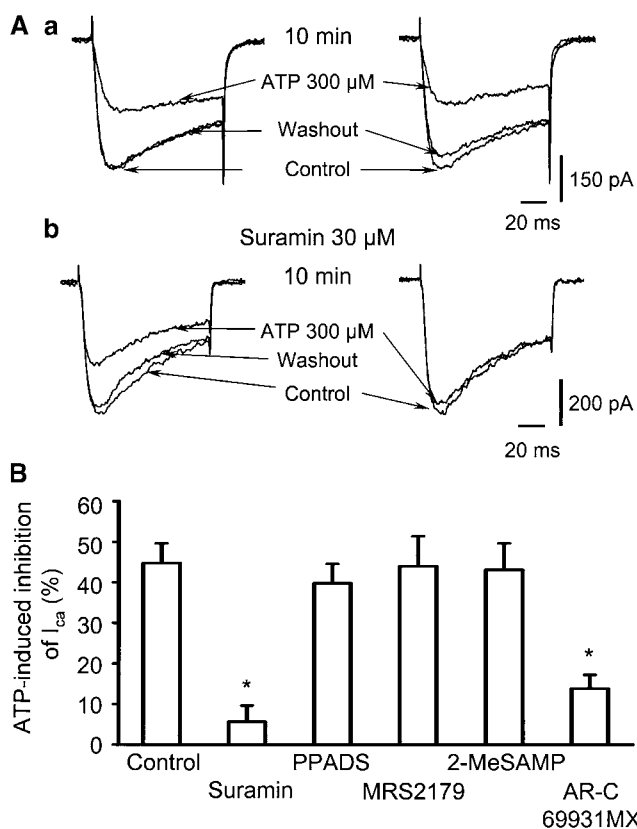 A a
10 min
ATP 300 µM
Washout
Control
150 pA
20 ms
b
Suramin 30 µM
10 min
ATP 300 µM
Washout
Control
200 pA
20 ms
B
ATP-induced inhibition
of Ica (%)
60
50
40
30
20
10
0
*
*
Control
Suramin
PPADS
MRS2179
2-MeSAMP
AR-C
69931MX